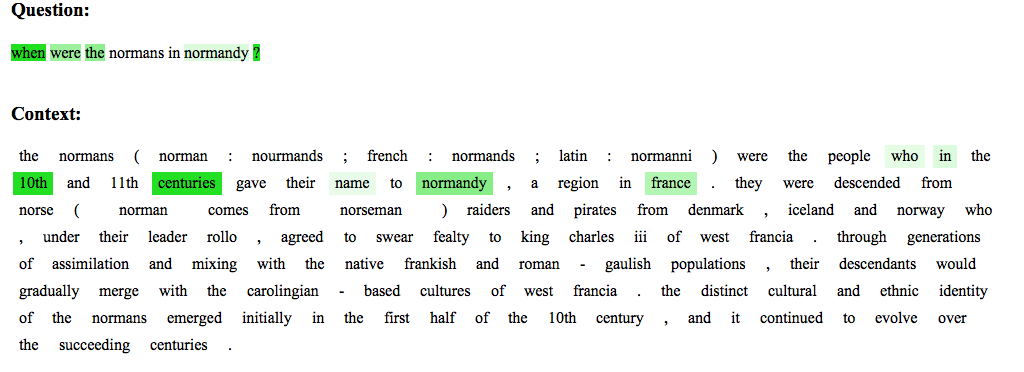 Question:
when were the normans in normandy ?
Context:
the normans ( norman : nourmands ; french : normands ; latin : normanni ) were the people who in the
10th and 11th centuries gave their name to normandy , a region in france . they were descended from
norse ( norman comes from norseman ) raiders and pirates from denmark , iceland and norway who
, under their leader rollo , agreed to swear fealty to king charles iii of west francia . through generations
of assimilation and mixing with the native frankish and roman - gaulish populations , their descendants would
gradually merge with the carolingian - based cultures of west francia . the distinct cultural and ethnic identity
of the normans emerged initially in the first half of the 10th century , and it continued to evolve over
the succeeding centuries .